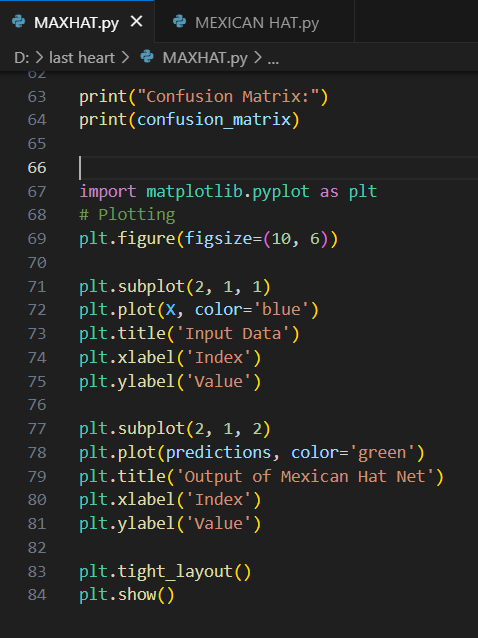 MAXHAT.py ✕ MEXICAN HAT.py
D: > last heart > MAXHAT.py > ...
62
63 print("Confusion Matrix:")
64 print(confusion_matrix)
65
66
67 import matplotlib.pyplot as plt
68 # Plotting
69 plt.figure(figsize=(10, 6))
70
71 plt.subplot(2, 1, 1)
72 plt.plot(X, color='blue')
73 plt.title('Input Data')
74 plt.xlabel('Index')
75 plt.ylabel('Value')
76
77 plt.subplot(2, 1, 2)
78 plt.plot(predictions, color='green')
79 plt.title('Output of Mexican Hat Net')
80 plt.xlabel('Index')
81 plt.ylabel('Value')
82
83 plt.tight_layout()
84 plt.show()